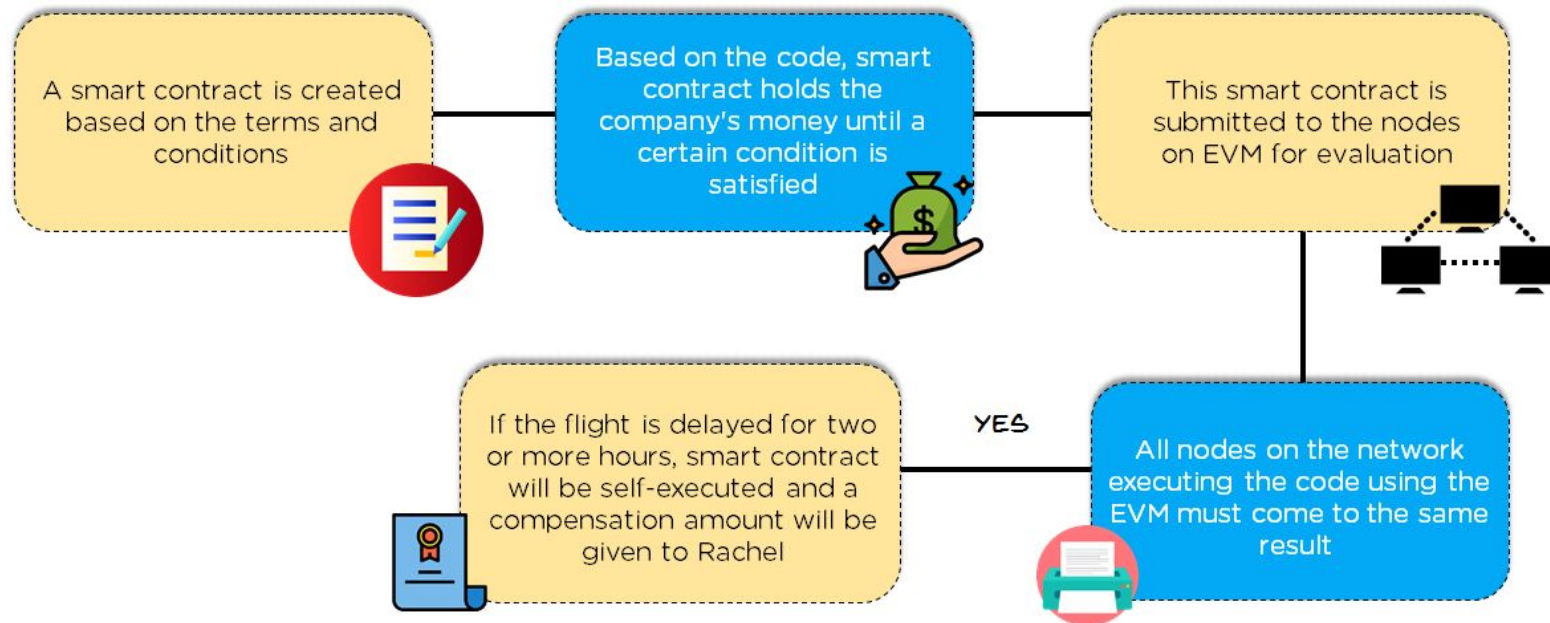 A smart contract is created
based on the terms and
conditions
Based on the code, smart
contract holds the
company's money until a
certain condition is
satisfied
$
This smart contract is
submitted to the nodes
on EVM for evaluation
All nodes on the network
executing the code using the
EVM must come to the same
result
YES
If the flight is delayed for two
or more hours, smart contract
will be self-executed and a
compensation amount will be
given to Rachel